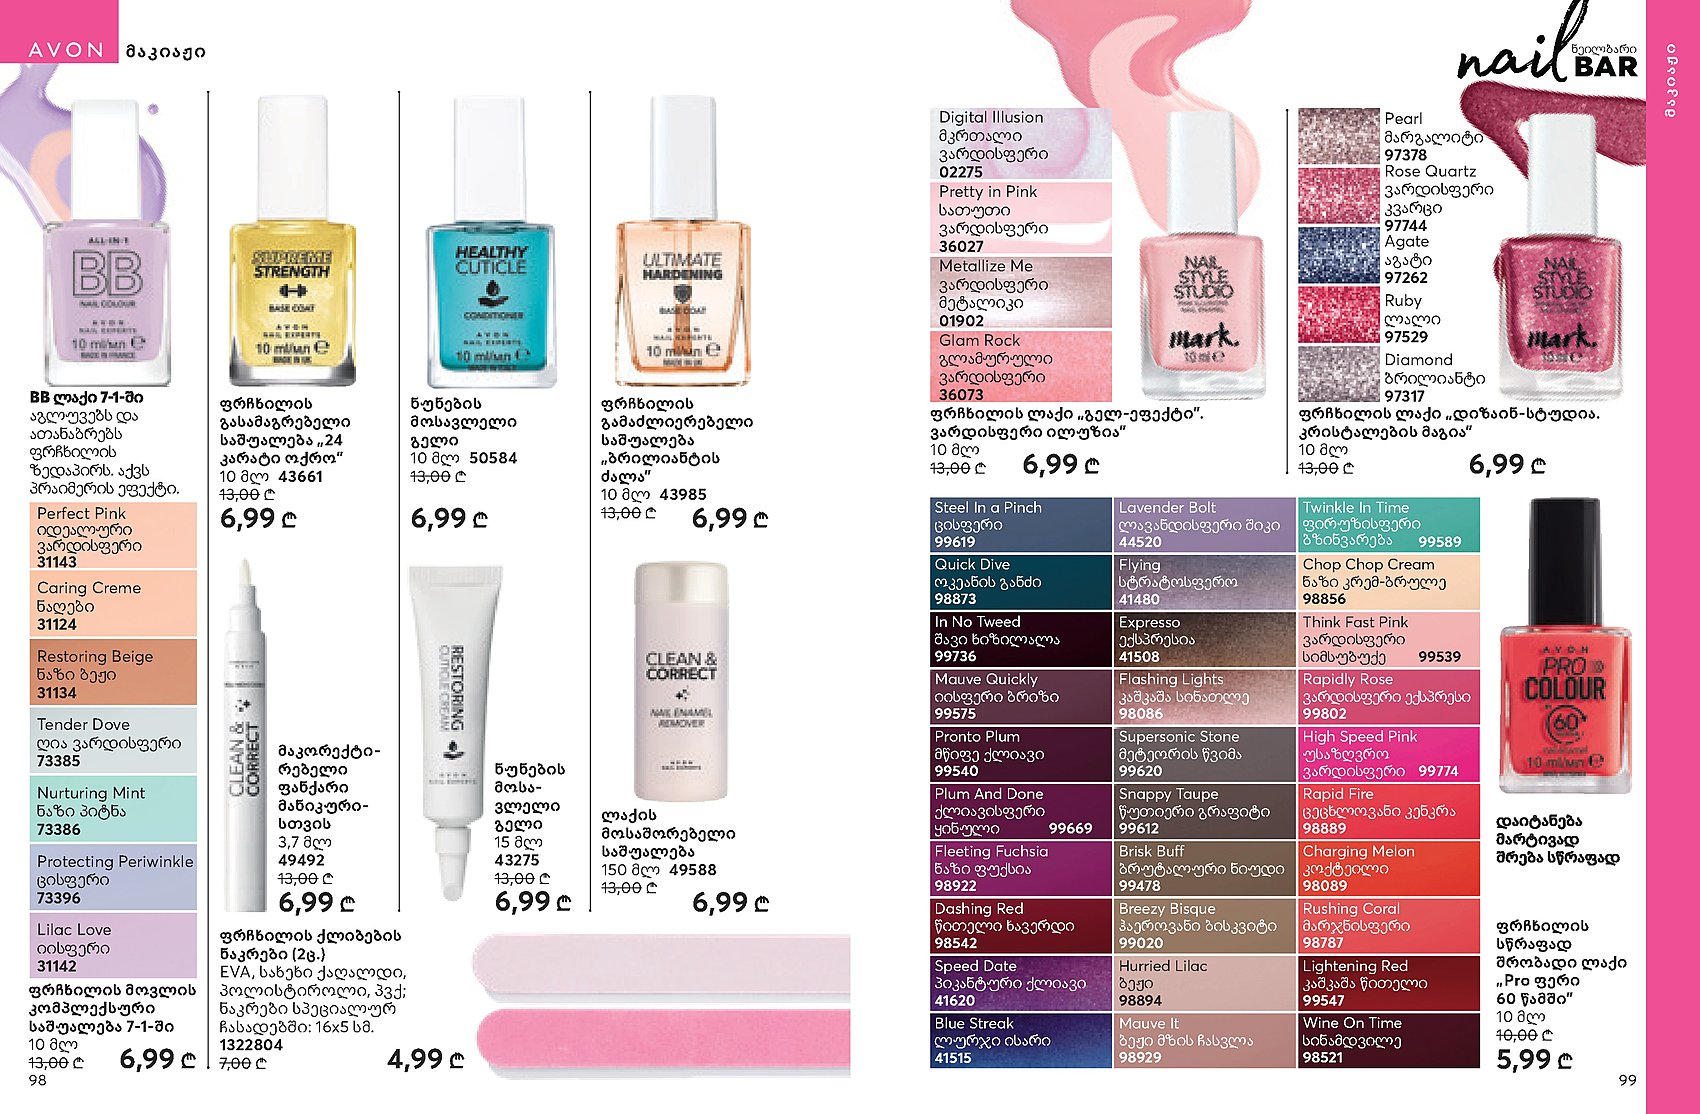 AVON
მაკიაჟი
ALL-IN-1
BB
NAIL COLOUR
AVON
NAIL EXPERTS
10 ml/мл ℮
MADE IN FRANCE
BB ლაქი 7-1-ში
აგლუვებს და
ათანაბრებს
ფრჩხილის
ზედაპირს. აქვს
პრაიმერის ეფექტი.
Perfect Pink
იდეალური
ვარდისფერი
31143
Caring Creme
ნაღები
31124
Restoring Beige
ნაზი ბეჟი
31134
Tender Dove
ღია ვარდისფერი
73385
Nurturing Mint
ნაზი პიტნა
73386
Protecting Periwinkle
ცისფერი
73396
Lilac Love
იისფერი
31142
ფრჩხილის მოვლის
კომპლექსური
საშუალება 7-1-ში
10 მლ
13,00 ₾ 6,99 ₾
98
SUPREME
STRENGTH
BASE COAT
AVON
NAIL EXPERTS
10 ml/мл ℮
MADE IN UK
ფრჩხილის
გასამაგრებელი
საშუალება „24
კარატი ოქრო"
10 მლ 43661
13,00 ₾
6,99 ₾
HEALTHY
CUTICLE
CONDITIONER
AVON
NAIL EXPERTS
10 ml/мл ℮
MADE IN ITALY
ნუნების
მოსავლელი
გელი
10 მლ 50584
13,00 ₾
6,99 ₾
ULTIMATE
HARDENING
BASE COAT
AVON
NAIL EXPERTS
10 ml/мл ℮
MADE IN UK
ფრჩხილის
გამაძლიერებელი
საშუალება
„ბრილიანტის
ძალა"
10 მლ 43985
13,00 ₾ 6,99 ₾
CLEAN &
CORRECT
მაკორექტი-
რებელი
ფანქარი
მანიკური-
სთვის
3,7 მლ
49492
13,00 ₾
6,99 ₾
RESTORING
CUTICLE CREAM
AVON
NAIL EXPERTS
ნუნების
მოსა-
ვლელი
გელი
15 მლ
43275
13,00 ₾
6,99 ₾
CLEAN &
CORRECT
NAIL ENAMEL
REMOVER
AVON
NAIL EXPERTS
ლაქის
მოსაშორებელი
საშუალება
150 მლ 49588
13,00 ₾
6,99 ₾
ფრჩხილის ქლიბების
ნაკრები (2ც.)
EVA, სახეხი ქაღალდი,
პოლისტიროლი, პვქ;
ნაკრები სპეციალურ
ჩასადებში: 16x5 სმ.
1322804
7,00 ₾ 4,99 ₾
nail BAR
ნეილბარი
მაკიაჟი
Digital Illusion
მკრთალი
ვარდისფერი
02275
Pretty in Pink
სათუთი
ვარდისფერი
36027
Metallize Me
ვარდისფერი
მეტალიკი
01902
Glam Rock
გლამურული
ვარდისფერი
36073
NAIL
STYLE
STUDIO
NAIL ENAMEL
mark.
10 ml ℮
ფრჩხილის ლაქი „გელ-ეფექტი".
ვარდისფერი ილუზია"
10 მლ
13,00 ₾ 6,99 ₾
Pearl
მარგალიტი
97378
Rose Quartz
ვარდისფერი
კვარცი
97744
Agate
აგატი
97262
Ruby
ლალი
97529
Diamond
ბრილიანტი
97317
NAIL
STYLE
STUDIO
mark.
10 ml ℮
ფრჩხილის ლაქი „დიზაინ-სტუდია.
კრისტალების მაგია"
10 მლ
13,00 ₾ 6,99 ₾
Steel In a Pinch
ცისფერი
99619
Quick Dive
ოკეანის განძი
98873
In No Tweed
შავი ხიზილალა
99736
Mauve Quickly
იისფერი ბრიზი
99575
Pronto Plum
მწიფე ქლიავი
99540
Plum And Done
ქლიავისფერი
ყინული 99669
Fleeting Fuchsia
ნაზი ფუქსია
98922
Dashing Red
წითელი ხავერდი
98542
Speed Date
პიკანტური ქლიავი
41620
Blue Streak
ლურჯი ისარი
41515
Lavender Bolt
ლავანდისფერი შიკი
44520
Flying
სტრატოსფერო
41480
Expresso
ექსპრესია
41508
Flashing Lights
კაშკაშა სინათლე
98086
Supersonic Stone
მეტეორის წვიმა
99620
Snappy Taupe
წუთიერი გრაფიტი
99612
Brisk Buff
ბრუტალური ნიუდი
99478
Breezy Bisque
ჰაეროვანი ბისკვიტი
99020
Hurried Lilac
ბეჟი
98894
Mauve It
ბეჟი მზის ჩასვლა
98929
Twinkle In Time
ფირუზისფერი
ბზინვარება 99589
Chop Chop Cream
ნაზი კრემ-ბრულე
98856
Think Fast Pink
ვარდისფერი
სიმსუბუქე 99539
Rapidly Rose
ვარდისფერი ექსპრესი
99802
High Speed Pink
უსაზღვრო
ვარდისფერი 99774
Rapid Fire
ცეცხლოვანი კენკრა
98889
Charging Melon
კოქტეილი
98089
Rushing Coral
მარჯნისფერი
98787
Lightening Red
კაშკაშა წითელი
99547
Wine On Time
სინამდვილე
98521
AVON
PRO
COLOUR
60
10 ml/мл ℮
დაიტანება
მარტივად
შრება სწრაფად
ფრჩხილის
სწრაფად
შრობადი ლაქი
„Pro ფერი
60 წამში"
10 მლ
10,00 ₾
5,99 ₾
99